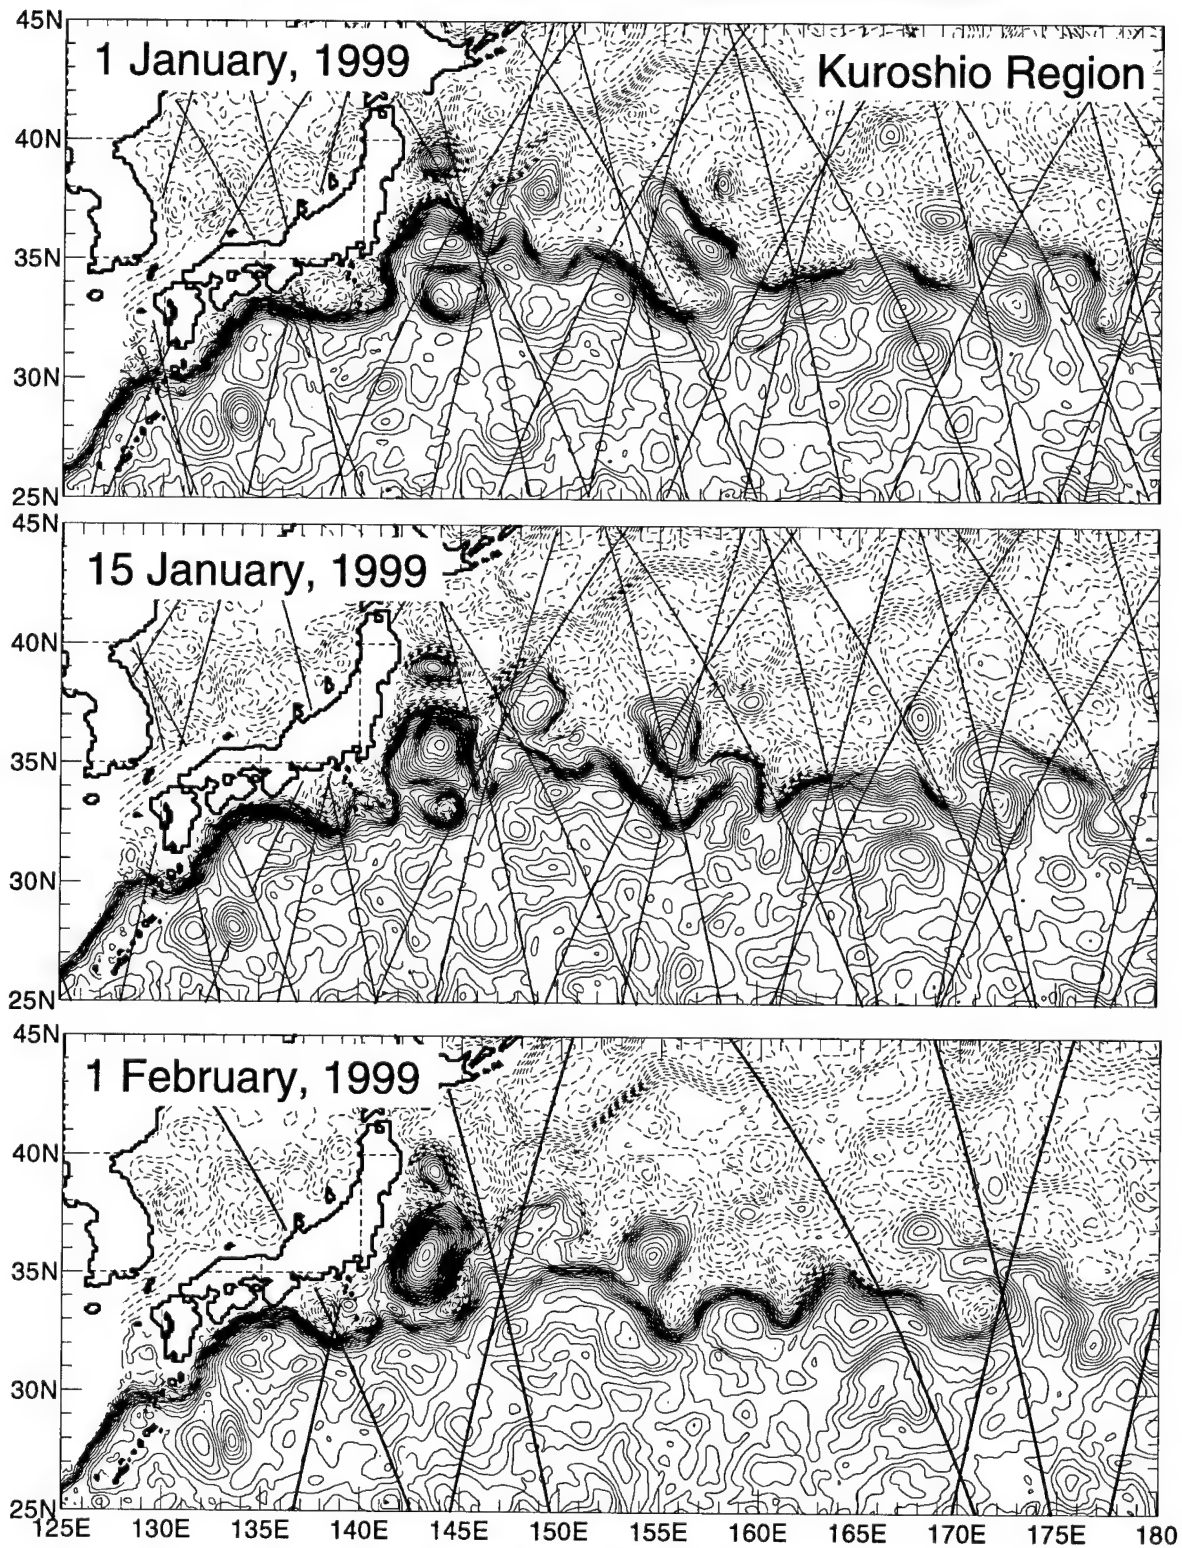 45N
1 January, 1999
Kuroshio Region
40N
35N
30N
25N
45N
15 January, 1999
40N
35N
30N
25N
45N
1 February, 1999
40N
35N
30N
25N
125E 130E 135E 140E 145E 150E 155E 160E 165E 170E 175E 180